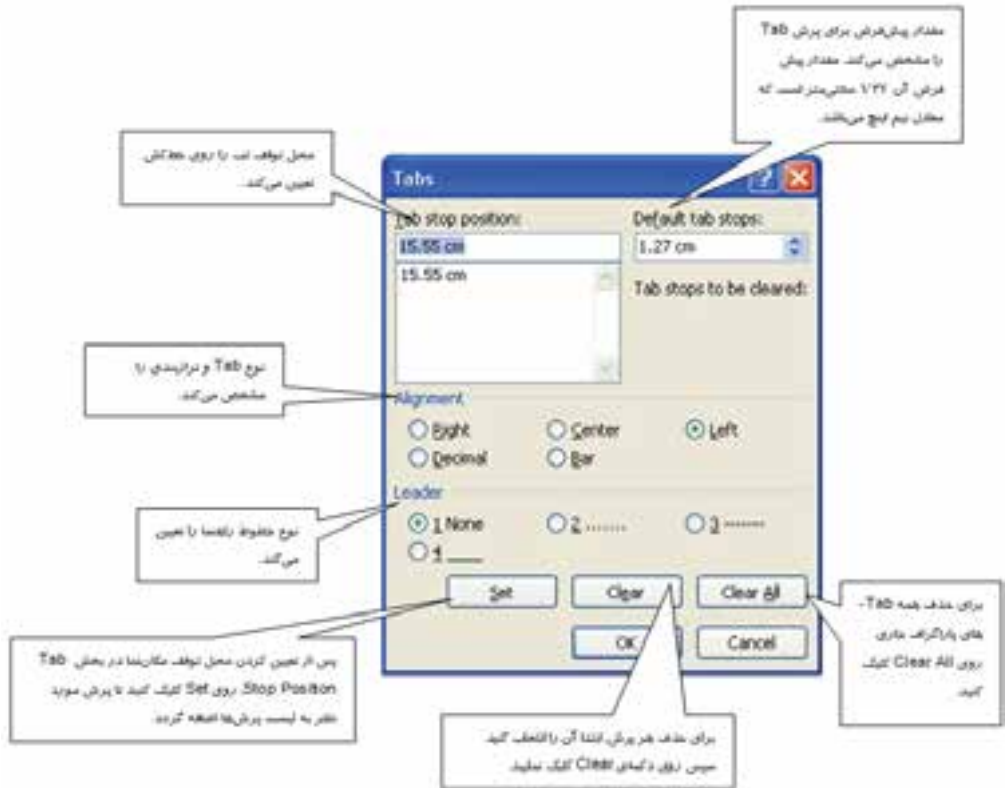 مقدار پیش‌فرض برای پرش Tab
را مشخص می‌کند. مقدار پیش
فرض آن ۱/۲۷ سانتی‌متر است که
معادل نیم اینچ می‌باشد.
محل توقف تب را روی خط‌کش
تعیین می‌کند.
Tabs
Tab stop position:
Default tab stops:
15.55 cm
1.27 cm
15.55 cm
Tab stops to be cleared:
نوع Tab و ترازبندی را
مشخص می‌کند.
Alignment
Right
Center
Left
Decimal
Bar
Leader
1 None
2 .......
3 -------
4 ____
نوع خطوط راهنما را تعیین
می‌کند.
Set
Clear
Clear All
OK
Cancel
برای حذف همه Tab-
های پاراگراف جاری
روی Clear All کلیک
کنید.
پس از تعیین کردن محل توقف مکان‌نما در بخش Tab
Stop Position، روی Set کلیک کنید تا پرش مورد
نظر به لیست پرش‌ها اضافه گردد.
برای حذف هر پرش ابتدا آن را انتخاب کنید
سپس روی دکمه‌ی Clear کلیک نمایید.